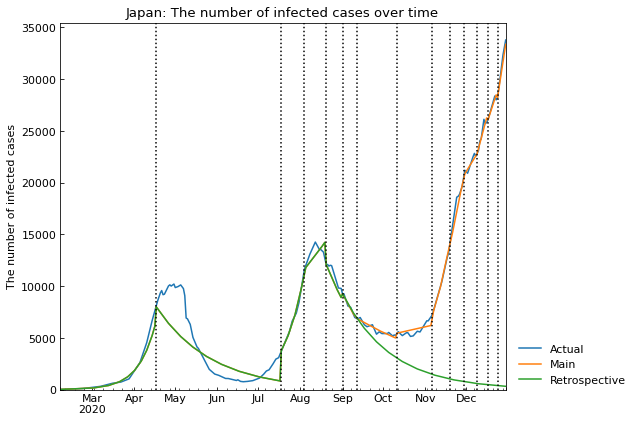 Japan: The number of infected cases over time
The number of infected cases
35000
30000
25000
20000
15000
10000
5000
0
Mar Apr May Jun Jul Aug Sep Oct Nov Dec
2020
Actual
Main
Retrospective